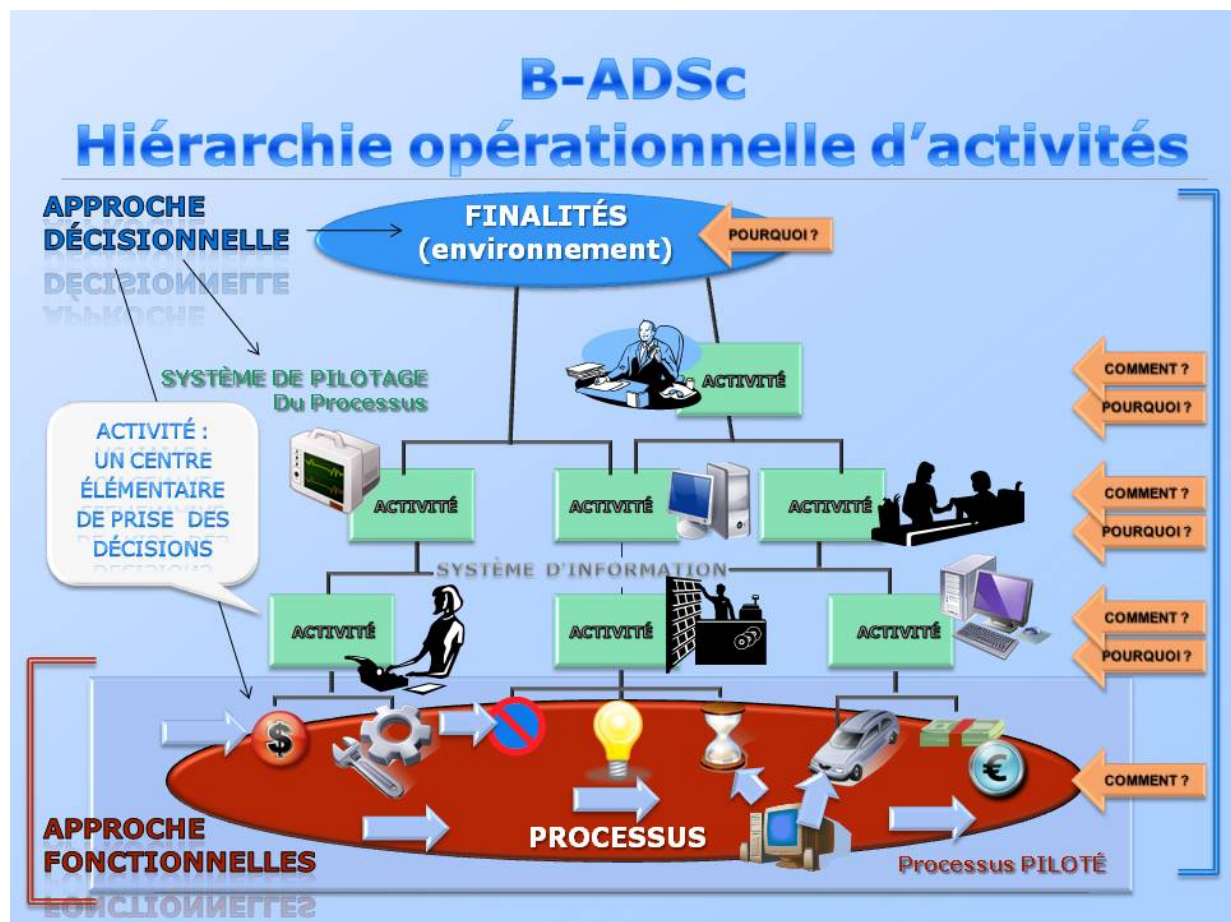 B-ADSc
Hiérarchie opérationnelle d'activités
APPROCHE
DÉCISIONNELLE
FINALITÉS
(environnement)
POURQUOI ?
SYSTÈME DE PILOTAGE
Du Processus
ACTIVITÉ
COMMENT ?
POURQUOI ?
ACTIVITÉ :
UN CENTRE
ÉLÉMENTAIRE
DE PRISE DES
DÉCISIONS
ACTIVITÉ
ACTIVITÉ
ACTIVITÉ
COMMENT ?
POURQUOI ?
SYSTÈME D'INFORMATION
ACTIVITÉ
ACTIVITÉ
ACTIVITÉ
COMMENT ?
POURQUOI ?
$
€
COMMENT ?
PROCESSUS
APPROCHE
FONCTIONNELLES
Processus PILOTÉ